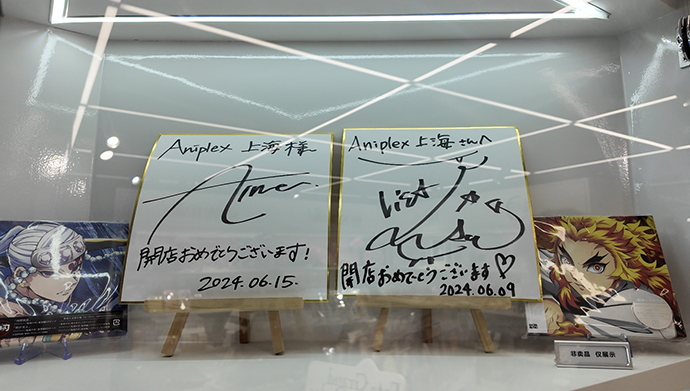 Aniplex 上海 様
Aimer
開店おめでとうございます!
2024.06.15.
Aniplex 上海さんへ
LiSA
開店おめでとうございます♡
2024.06.09
非卖品 仅展示